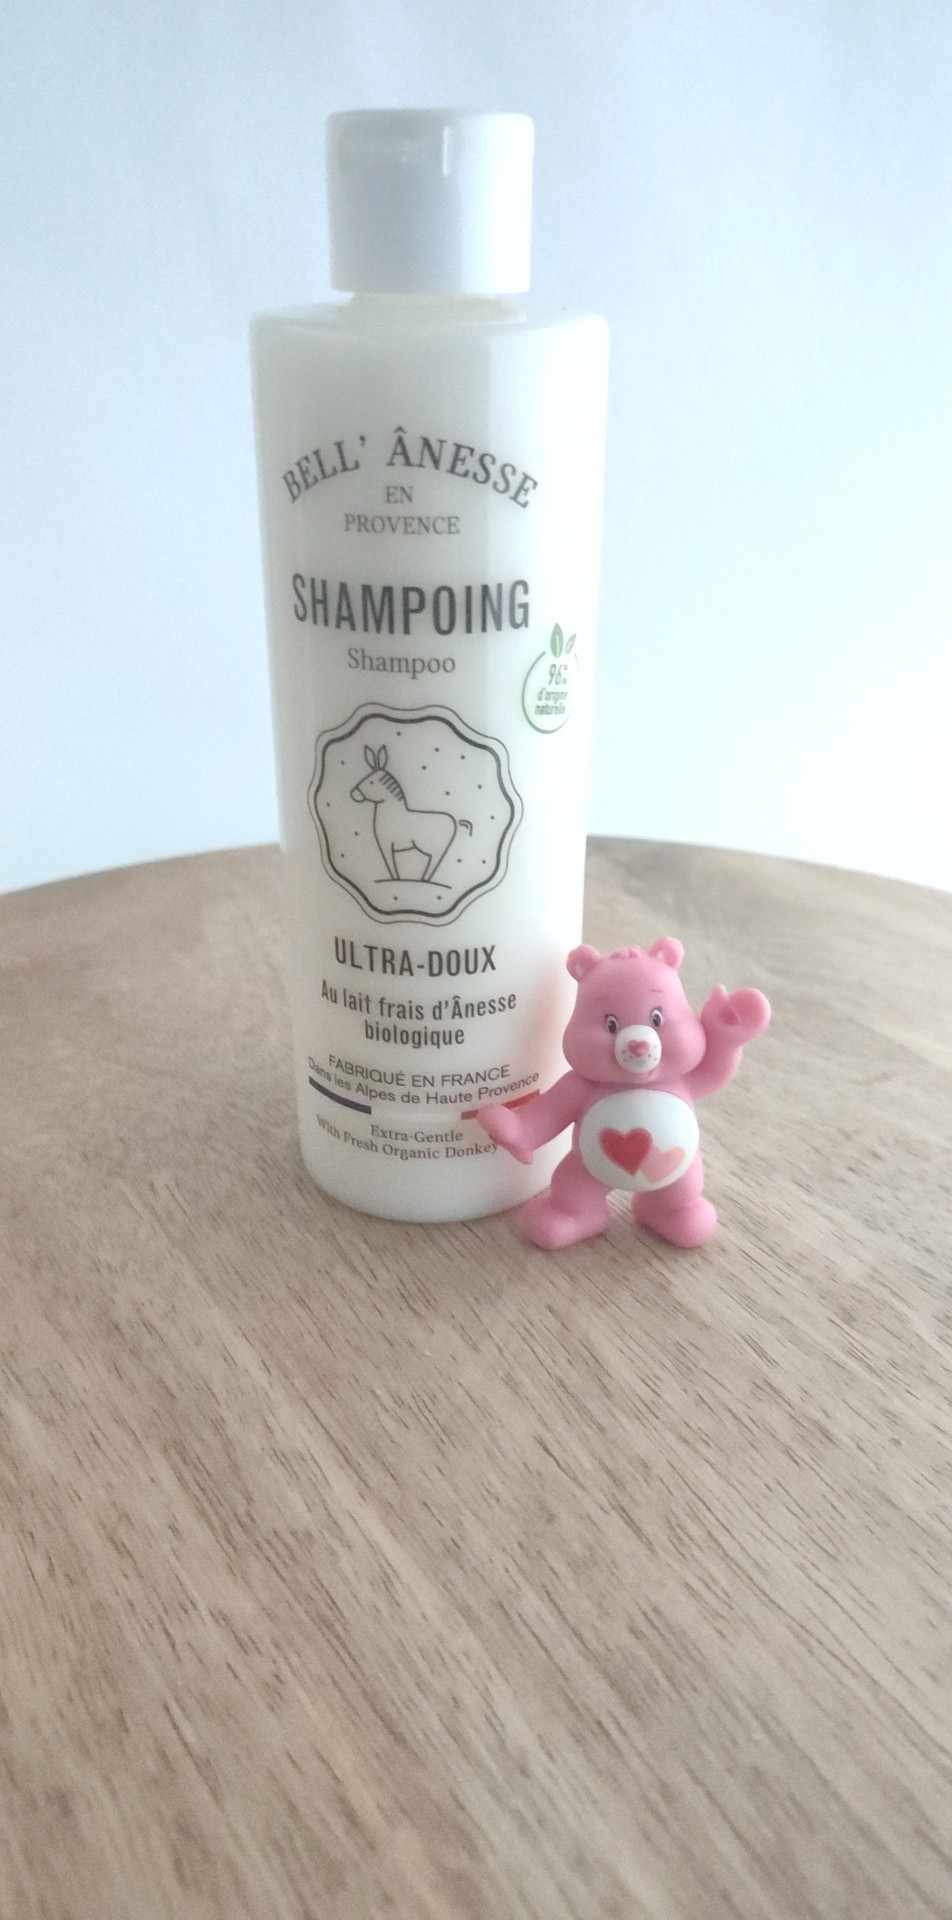 BELL' ÂNESSE
EN
PROVENCE
SHAMPOING
Shampoo
96%
d'origine
naturelle
ULTRA-DOUX
Au lait frais d'Ânesse
biologique
FABRIQUÉ EN FRANCE
Dans les Alpes de Haute Provence
Extra-Gentle
With Fresh Organic Donkey